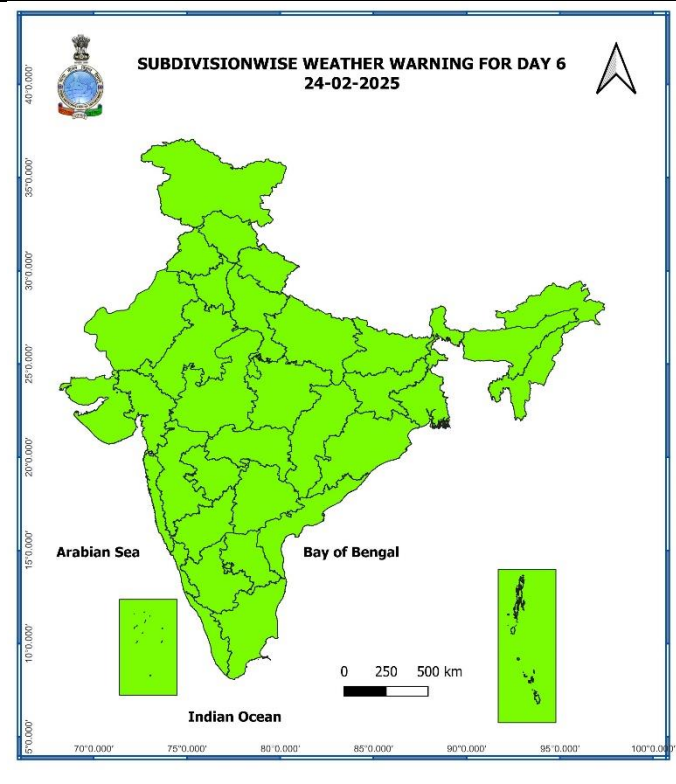 SUBDIVISIONWISE WEATHER WARNING FOR DAY 6
24-02-2025
40°0.000'
35°0.000'
30°0.000'
25°0.000'
20°0.000'
15°0.000'
10°0.000'
5°0.000'
Arabian Sea
Bay of Bengal
0 250 500 km
Indian Ocean
70°0.000' 75°0.000' 80°0.000' 85°0.000' 90°0.000' 95°0.000' 100°0.000'